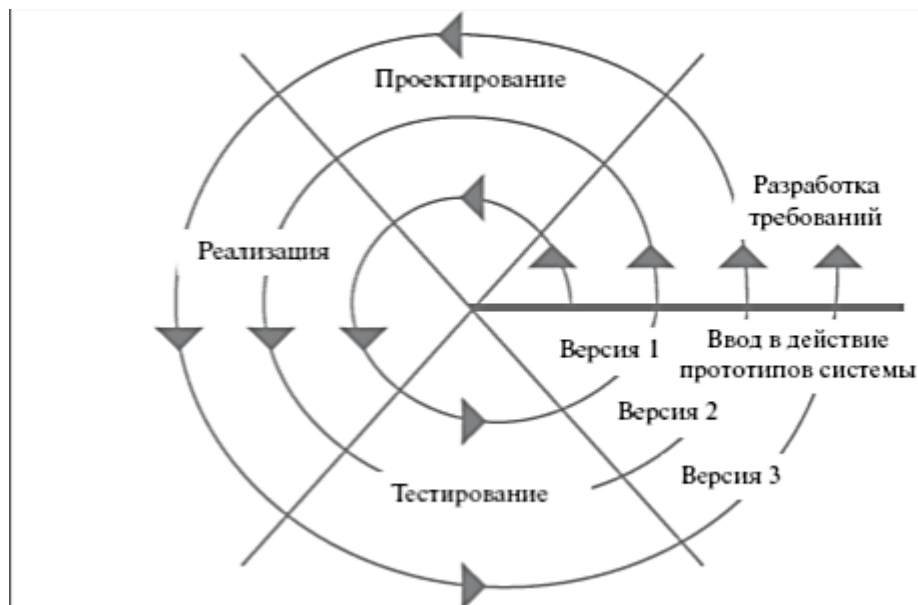 Проектирование
Разработка
требований
Реализация
Версия 1
Ввод в действие
прототипов системы
Версия 2
Версия 3
Тестирование